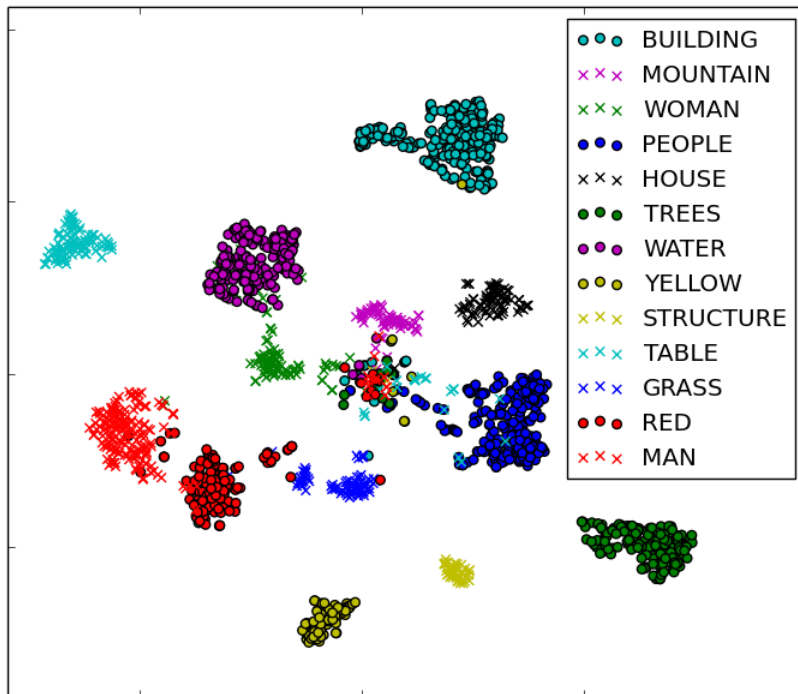 BUILDING
MOUNTAIN
WOMAN
PEOPLE
HOUSE
TREES
WATER
YELLOW
STRUCTURE
TABLE
GRASS
RED
MAN